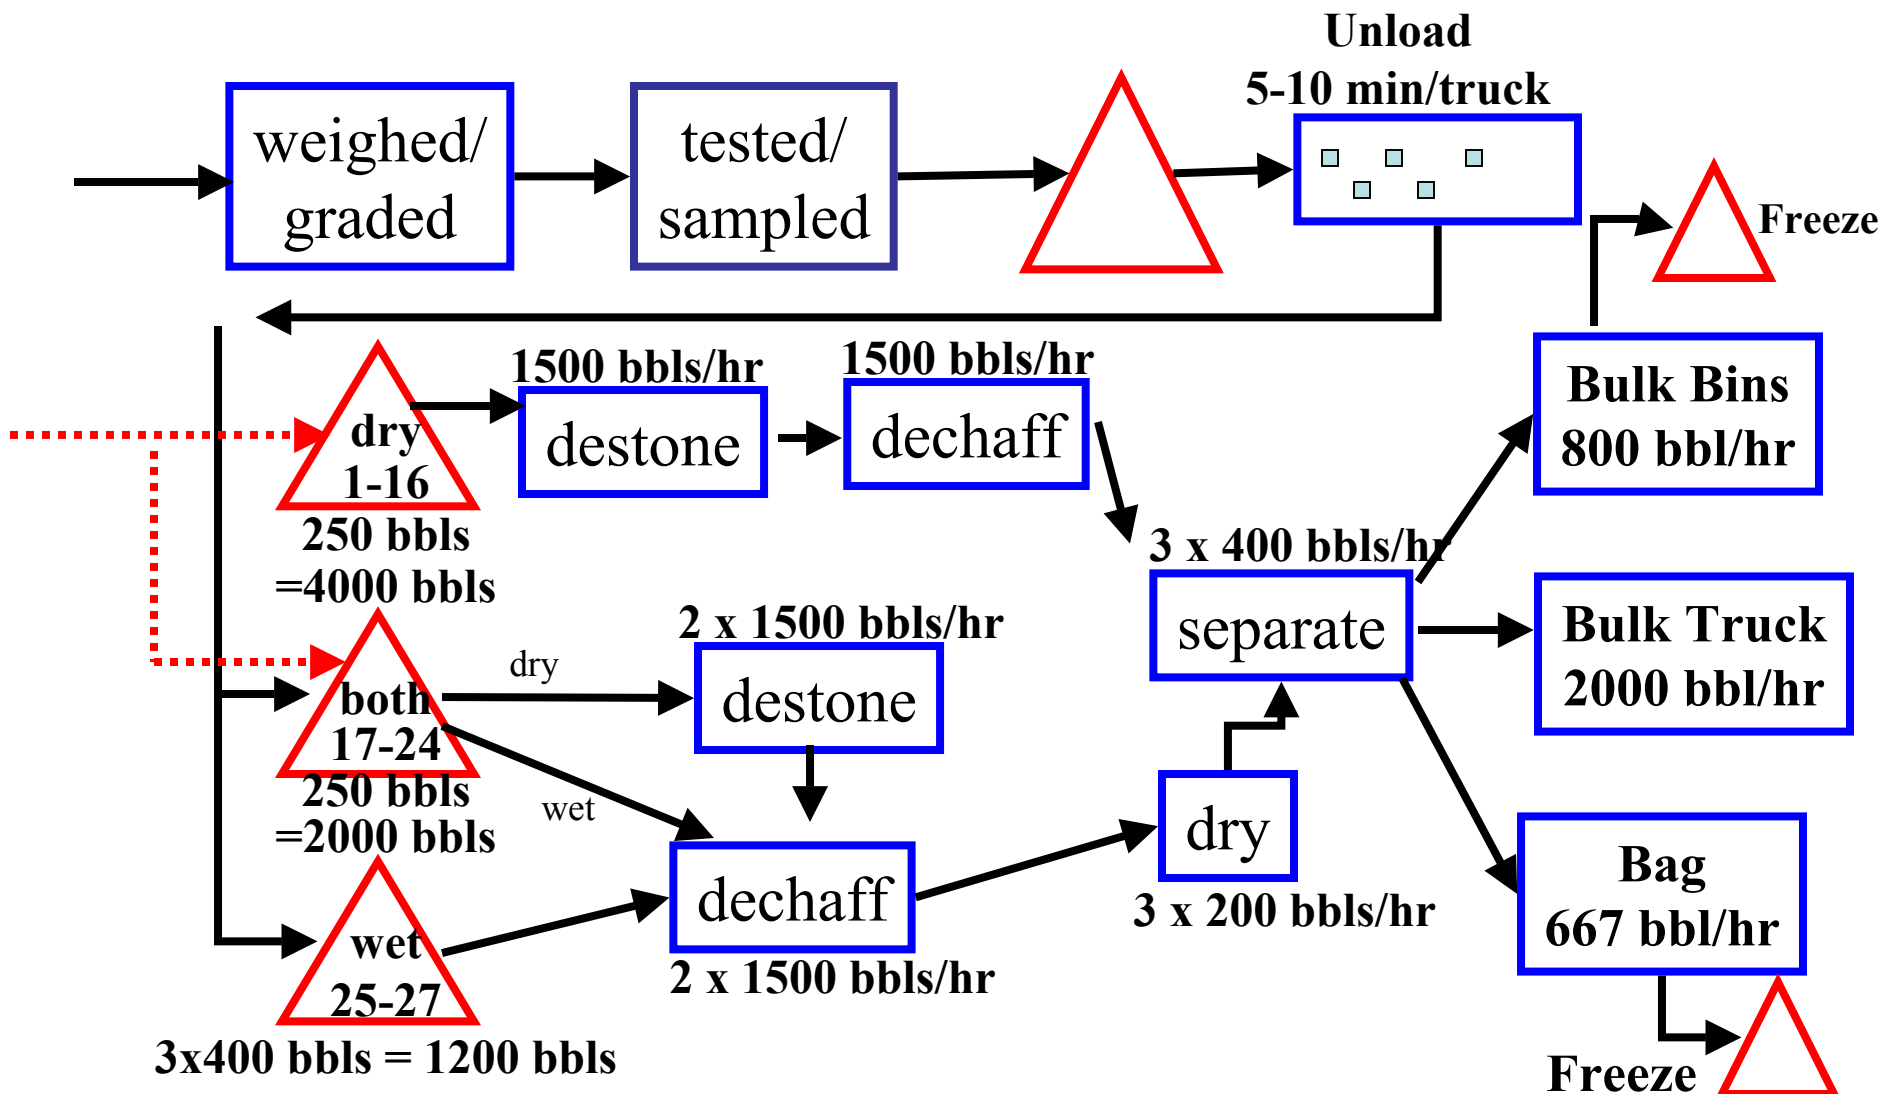 Unload
5-10 min/truck
weighed/
graded
tested/
sampled
Freeze
1500 bbls/hr
1500 bbls/hr
dry
1-16
destone
dechaff
Bulk Bins
800 bbl/hr
250 bbls
=4000 bbls
3 x 400 bbls/hr
separate
Bulk Truck
2000 bbl/hr
2 x 1500 bbls/hr
dry
destone
both
17-24
250 bbls
=2000 bbls
wet
dechaff
2 x 1500 bbls/hr
dry
3 x 200 bbls/hr
Bag
667 bbl/hr
wet
25-27
3x400 bbls = 1200 bbls
Freeze